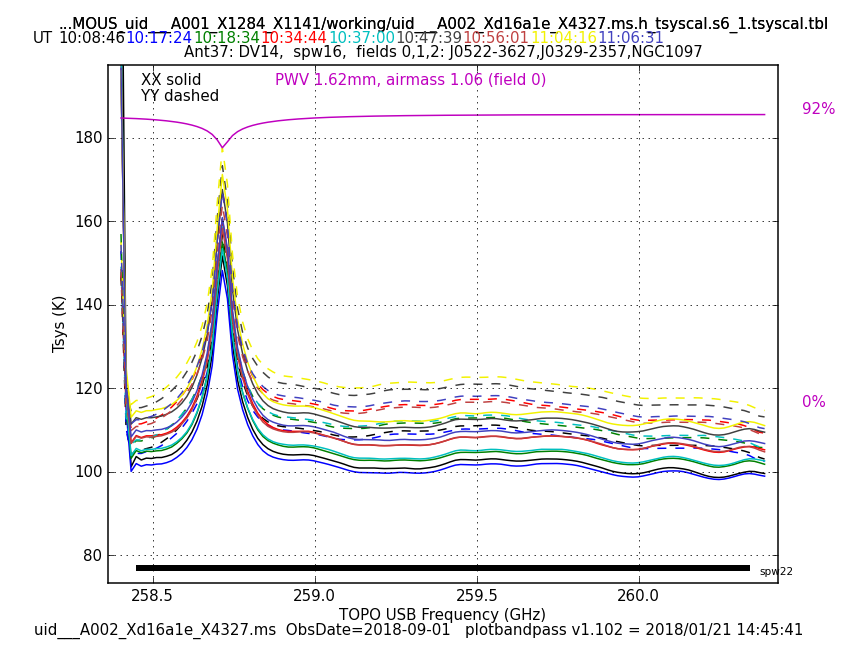 ...MOUS_uid___A001_X1284_X1141/working/uid___A002_Xd16a1e_X4327.ms.h_tsyscal.s6_1.tsyscal.tbl
UT 10:08:46 10:17:24 10:18:34 10:34:44 10:37:00 10:47:39 10:56:01 11:04:16 11:06:31
Ant37: DV14, spw16, fields 0,1,2: J0522-3627,J0329-2357,NGC1097
XX solid
YY dashed
PWV 1.62mm, airmass 1.06 (field 0)
92%
0%
180
160
140
120
100
80
Tsys (K)
spw22
258.5 259.0 259.5 260.0
TOPO USB Frequency (GHz)
uid___A002_Xd16a1e_X4327.ms ObsDate=2018-09-01 plotbandpass v1.102 = 2018/01/21 14:45:41